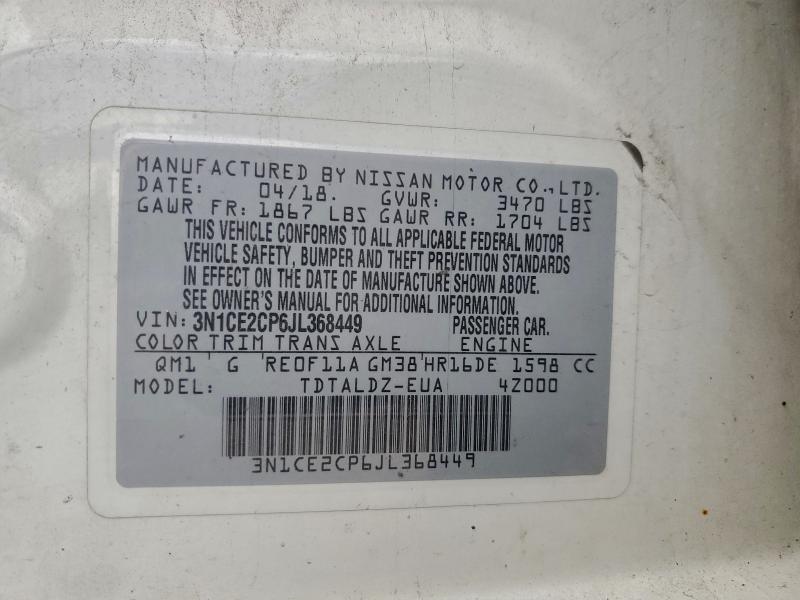 MANUFACTURED BY NISSAN MOTOR CO., LTD.
DATE: 04/18. GVWR: 3470 LBS
GAWR FR: 1867 LBS GAWR RR: 1704 LBS
THIS VEHICLE CONFORMS TO ALL APPLICABLE FEDERAL MOTOR
VEHICLE SAFETY, BUMPER AND THEFT PREVENTION STANDARDS
IN EFFECT ON THE DATE OF MANUFACTURE SHOWN ABOVE.
SEE OWNER'S MANUAL FOR ADDITIONAL INFORMATION.
VIN: 3N1CE2CP6JL368449 PASSENGER CAR.
COLOR TRIM TRANS AXLE ENGINE
QM1 G RE0F11A GM38 HR16DE 1598 CC
MODEL: TDTALDZ-EUA 4Z000
3N1CE2CP6JL368449